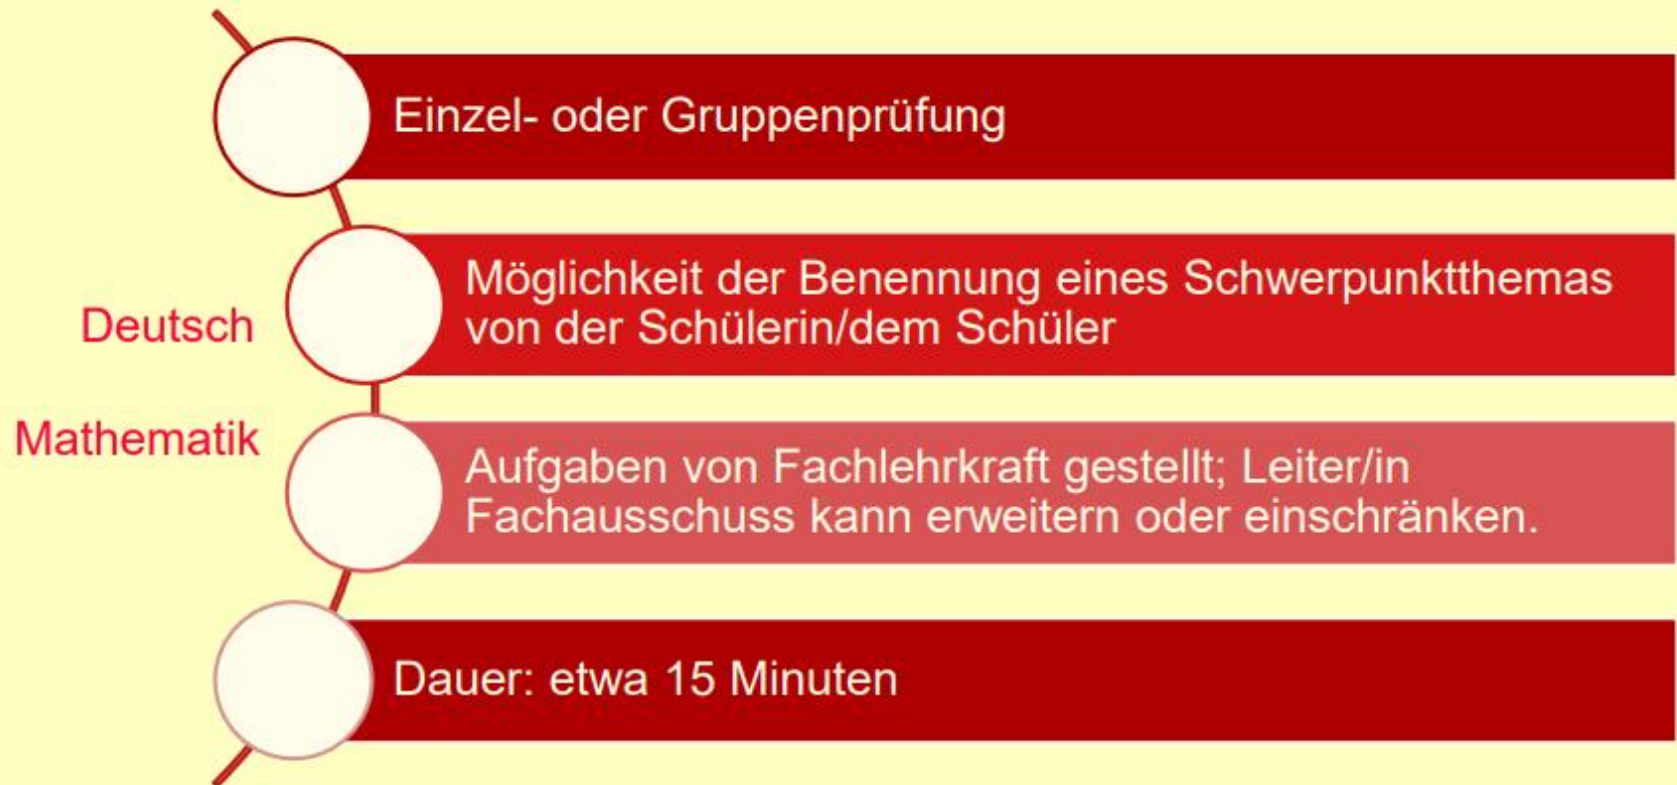 Einzel- oder Gruppenprüfung
Deutsch
Mathematik
Möglichkeit der Benennung eines Schwerpunktthemas
von der Schülerin/dem Schüler
Aufgaben von Fachlehrkraft gestellt; Leiter/in
Fachausschuss kann erweitern oder einschränken.
Dauer: etwa 15 Minuten